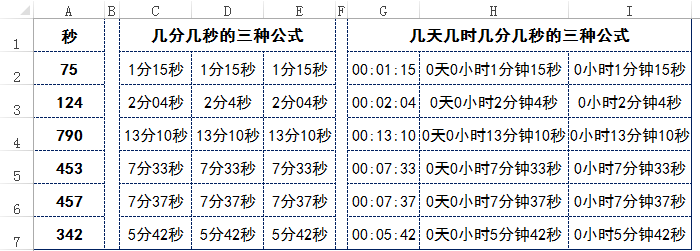 A B C D E F G H I
1 秒 几分几秒的三种公式 几天几时几分几秒的三种公式
2 75 1分15秒 1分15秒 1分15秒 00:01:15 0天0小时1分钟15秒 0小时1分钟15秒
3 124 2分04秒 2分4秒 2分04秒 00:02:04 0天0小时2分钟4秒 0小时2分钟4秒
4 790 13分10秒 13分10秒 13分10秒 00:13:10 0天0小时13分钟10秒 0小时13分钟10秒
5 453 7分33秒 7分33秒 7分33秒 00:07:33 0天0小时7分钟33秒 0小时7分钟33秒
6 457 7分37秒 7分37秒 7分37秒 00:07:37 0天0小时7分钟37秒 0小时7分钟37秒
7 342 5分42秒 5分42秒 5分42秒 00:05:42 0天0小时5分钟42秒 0小时5分钟42秒